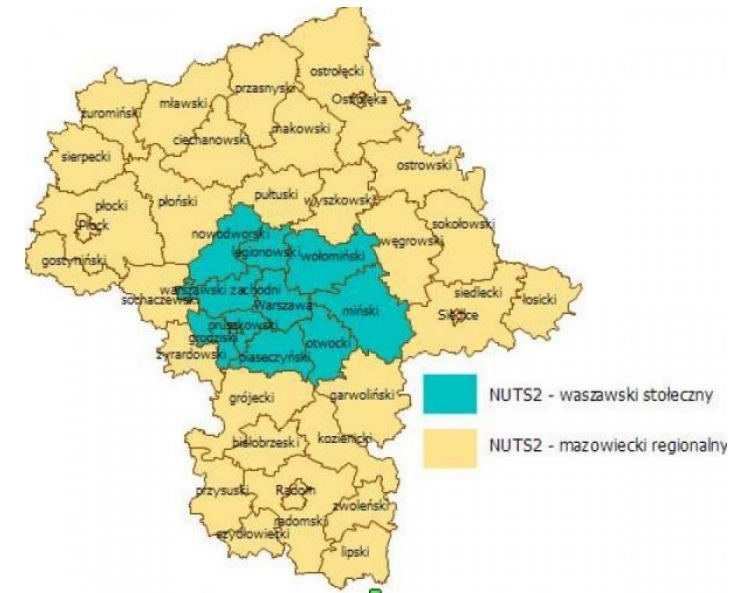 ostrołęcki
przasnyski
Ostrołęka
mławski
żuromiński
makowski
ciechanowski
sierpecki
ostrowski
pułtuski
wyszkowski
płoński
płocki
Płock
sokołowski
nowodworski
węgrowski
legionowski
wołomiński
gostyniński
warszawski zachodni
siedlecki
łosicki
sochaczewski
Warszawa
miński
Siedlce
pruszkowski
grodziski
otwocki
żyrardowski
piaseczyński
grójecki
garwoliński
NUTS2 - waszawski stołeczny
białobrzeski
kozienicki
NUTS2 - mazowiecki regionalny
przysuski
Radom
zwoleński
radomski
szydłowiecki
lipski